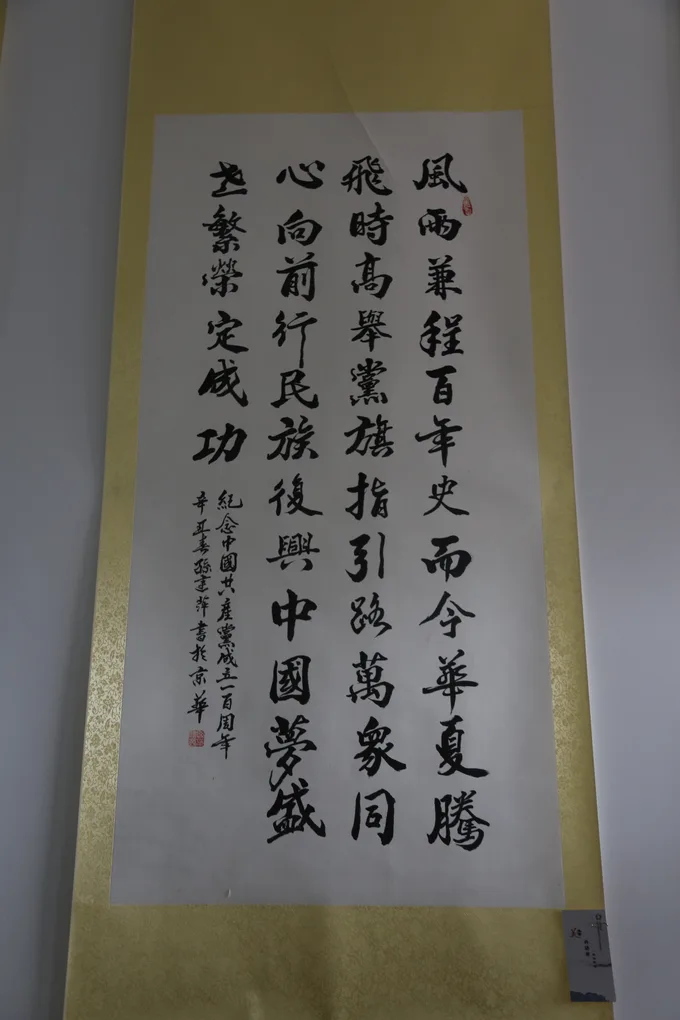 風雨兼程百年史而今華夏騰
飛時高舉黨旗指引路萬衆同
心向前行民族復興中國夢盛
世繁榮定成功
紀念中國共產黨成立一百周年
辛丑春孫建萍書於京華